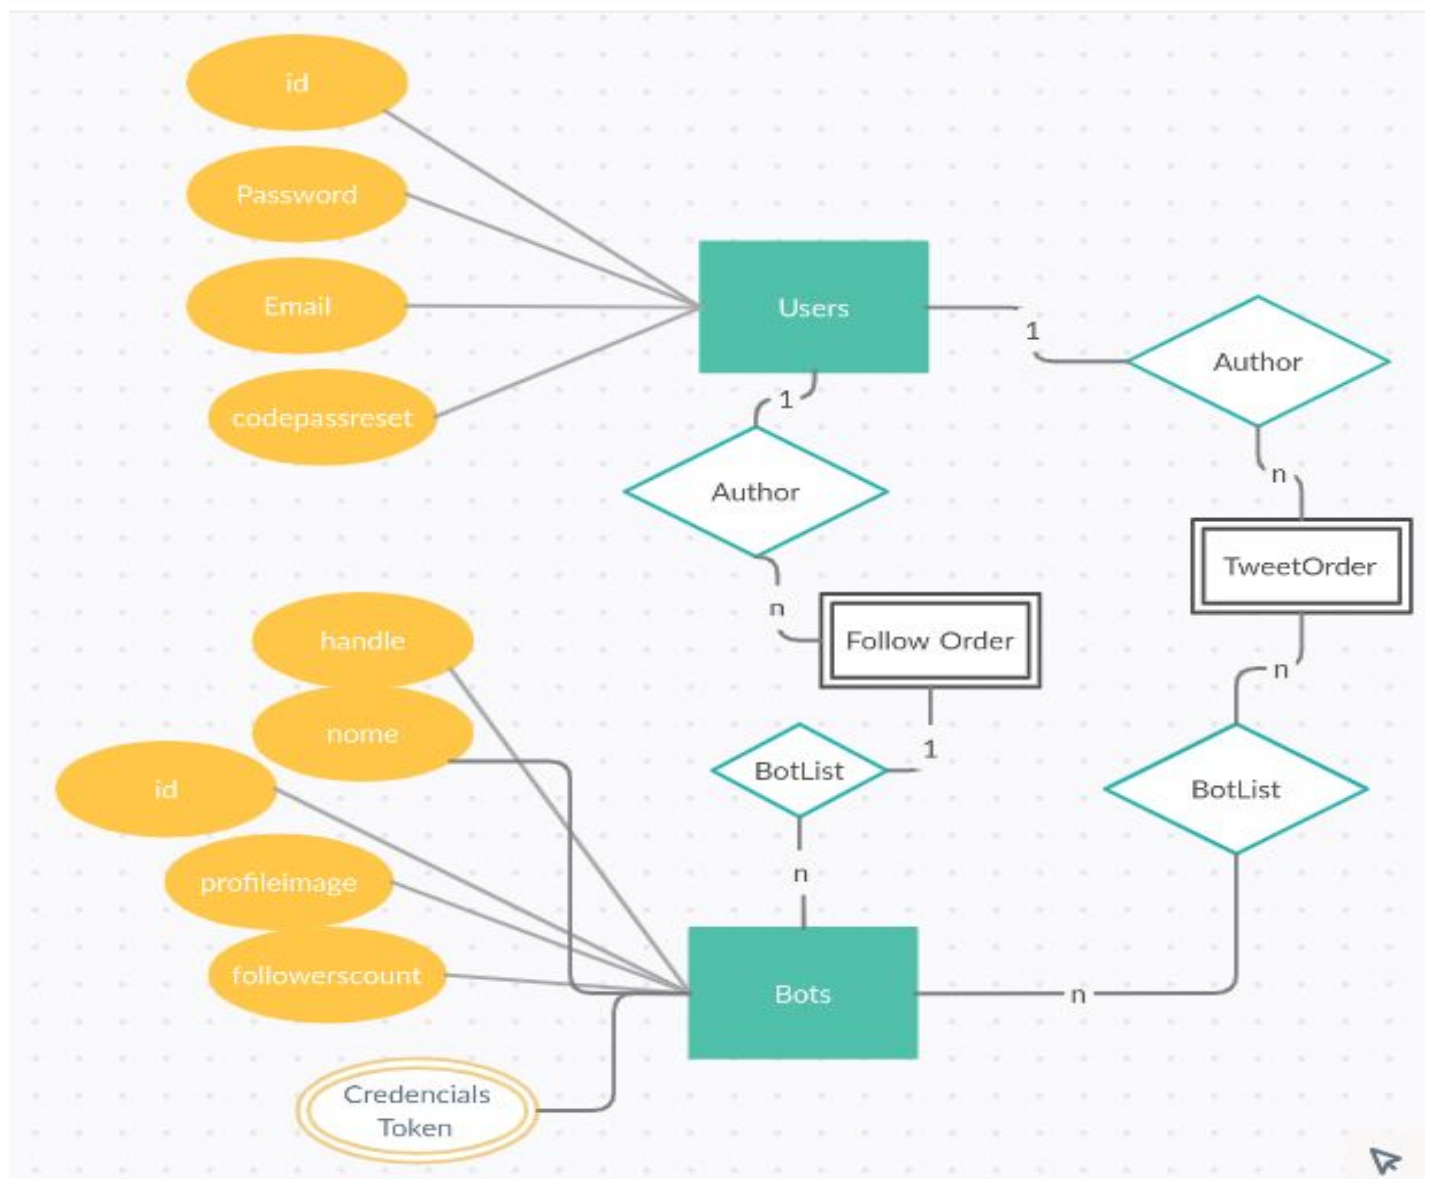 id
Password
Email
codepassreset
Users
1
Author
n
TweetOrder
n
BotList
n
1
Author
n
Follow Order
1
BotList
n
Bots
handle
nome
id
profileimage
followerscount
Credencials
Token